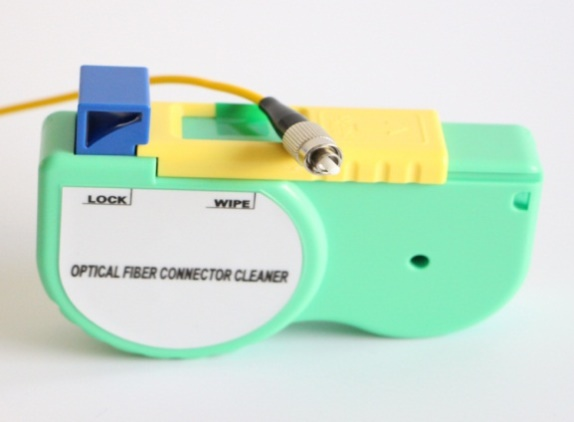 LOCK WIPE
OPTICAL FIBER CONNECTOR CLEANER